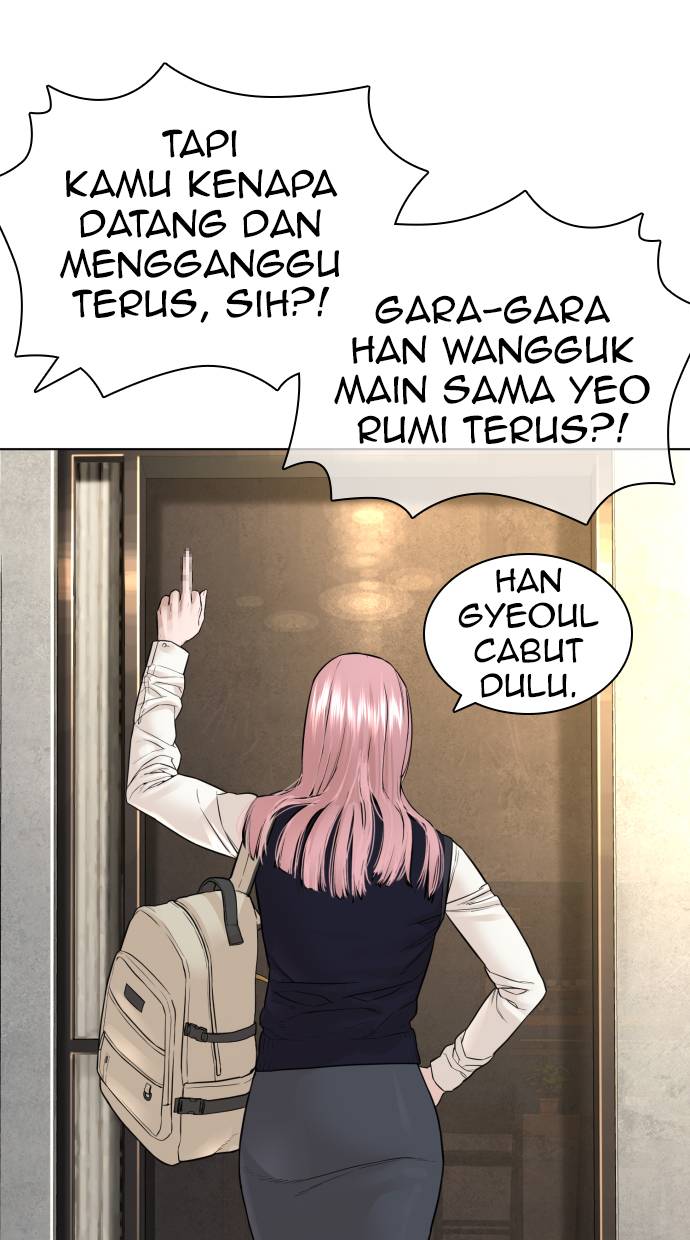 TAPI
KAMU KENAPA
DATANG DAN
MENGGANGGU
TERUS, SIH?!
GARA-GARA
HAN WANGGUK
MAIN SAMA YEO
RUMI TERUS?!
HAN
GYEOUL
CABUT
DULU.